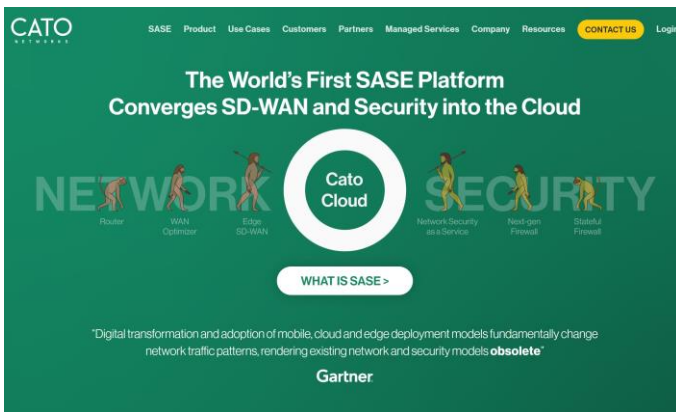 CATO
NETWORKS
SASE Product Use Cases Customers Partners Managed Services Company Resources CONTACT US Login
The World's First SASE Platform
Converges SD-WAN and Security into the Cloud
NETWORK
SECURITY
Cato
Cloud
Router
WAN
Optimizer
Edge
SD-WAN
Network Security
as a Service
Next-gen
Firewall
Stateful
Firewall
WHAT IS SASE >
"Digital transformation and adoption of mobile, cloud and edge deployment models fundamentally change
network traffic patterns, rendering existing network and security models obsolete"
Gartner